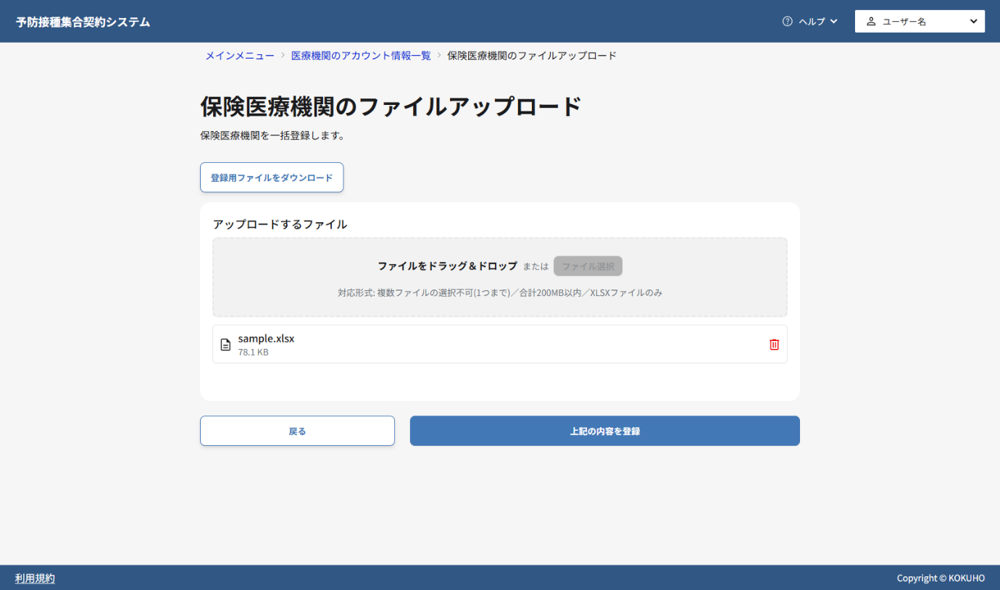 予防接種集合契約システム
ヘルプ
ユーザー名
メインメニュー > 医療機関のアカウント情報一覧 > 保険医療機関のファイルアップロード
保険医療機関のファイルアップロード
保険医療機関を一括登録します。
登録用ファイルをダウンロード
アップロードするファイル
ファイルをドラッグ＆ドロップ または ファイル選択
対応形式: 複数ファイルの選択不可(1つまで)／合計200MB以内／XLSXファイルのみ
sample.xlsx
78.1 KB
戻る
上記の内容を登録
利用規約
Copyright © KOKUHO